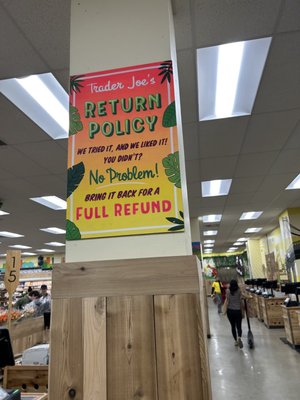 Trader Joe's
RETURN
POLICY
WE TRIED IT, AND WE LIKED IT!
YOU DIDN'T?
No Problem!
BRING IT BACK FOR A
FULL REFUND
15